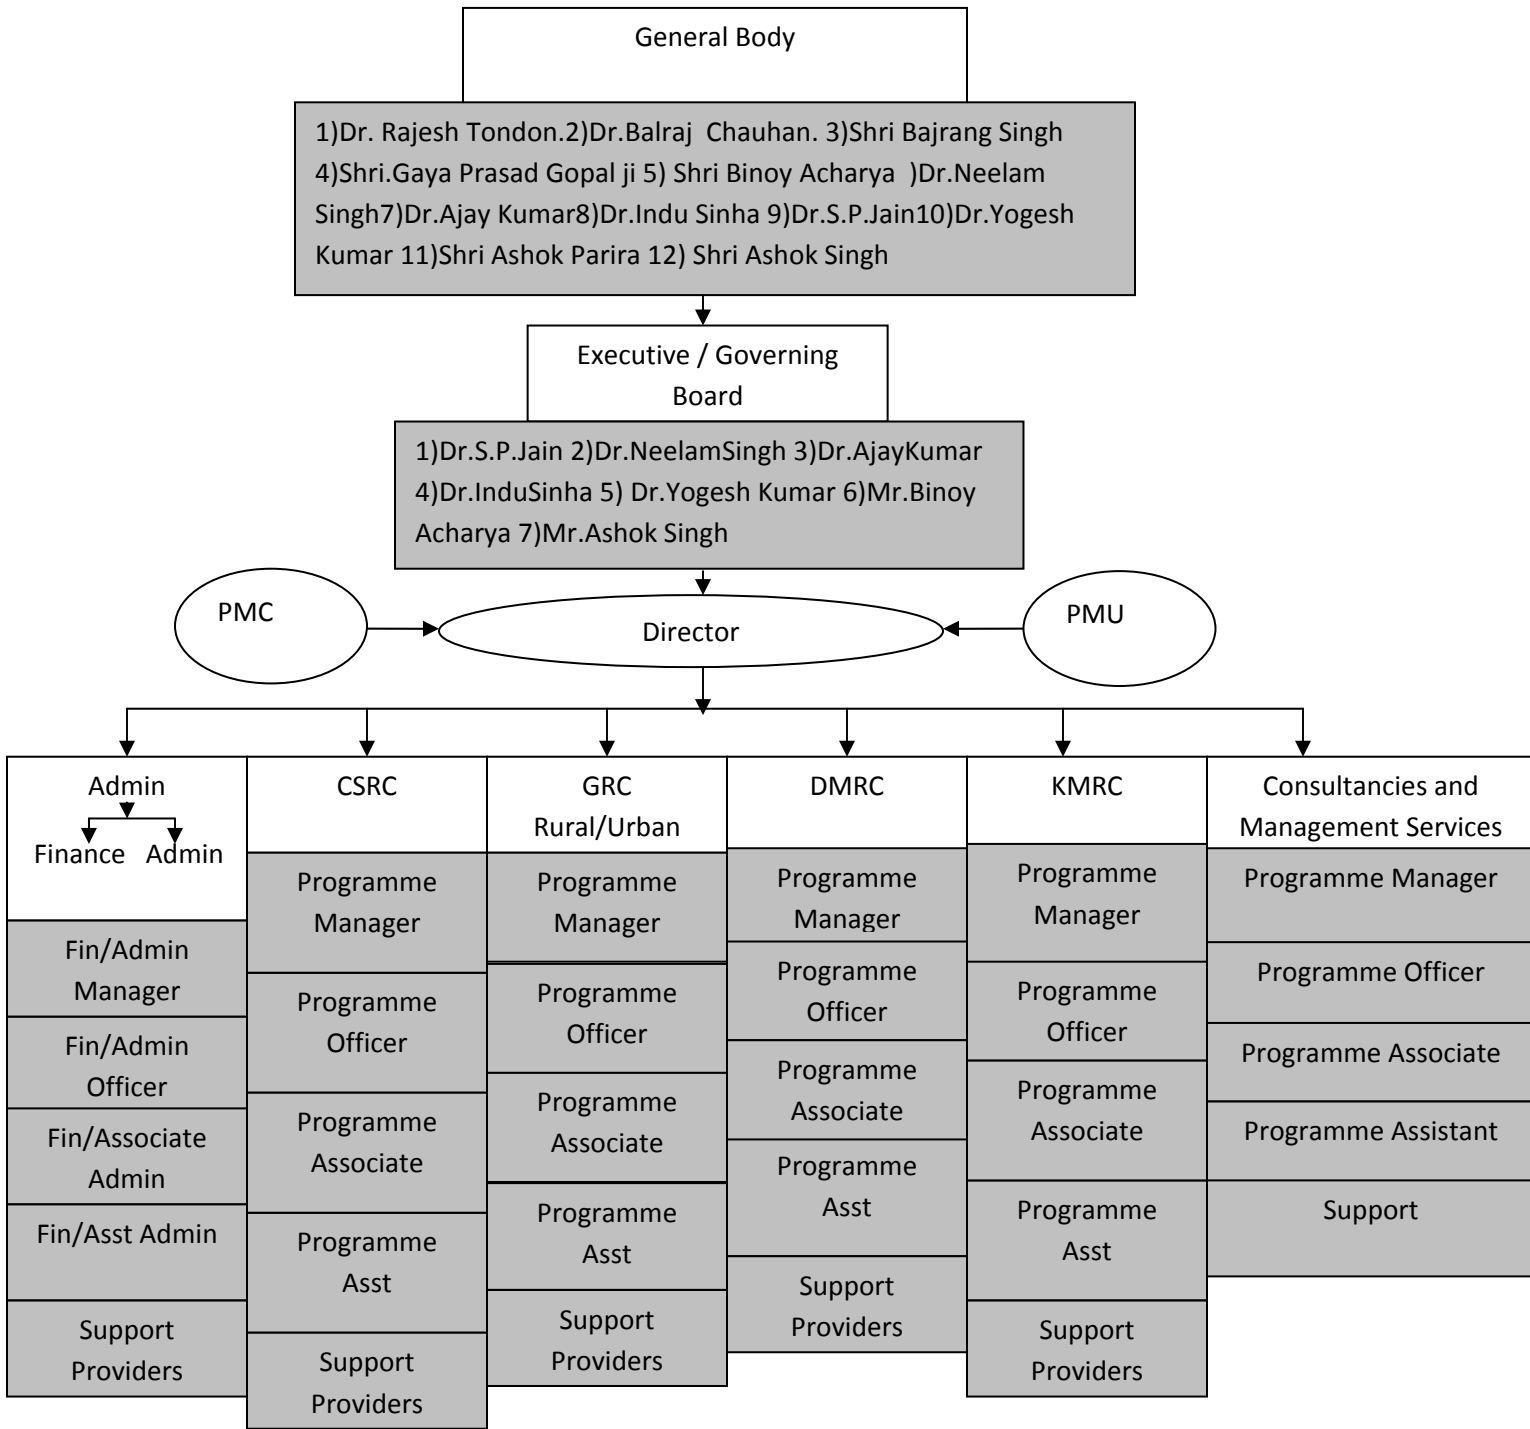 General Body
1)Dr. Rajesh Tondon.2)Dr.Balraj  Chauhan. 3)Shri Bajrang Singh
4)Shri.Gaya Prasad Gopal ji 5) Shri Binoy Acharya  )Dr.Neelam
Singh7)Dr.Ajay Kumar8)Dr.Indu Sinha 9)Dr.S.P.Jain10)Dr.Yogesh
Kumar 11)Shri Ashok Parira 12) Shri Ashok Singh
Executive / Governing
Board
1)Dr.S.P.Jain 2)Dr.NeelamSingh 3)Dr.AjayKumar
4)Dr.InduSinha 5) Dr.Yogesh Kumar 6)Mr.Binoy
Acharya 7)Mr.Ashok Singh
PMC
Director
PMU
Admin
Finance
Admin
Fin/Admin
Manager
Fin/Admin
Officer
Fin/Associate
Admin
Fin/Asst Admin
Support
Providers
CSRC
Programme
Manager
Programme
Officer
Programme
Associate
Programme
Asst
Support
Providers
GRC
Rural/Urban
Programme
Manager
Programme
Officer
Programme
Associate
Programme
Asst
Support
Providers
DMRC
Programme
Manager
Programme
Officer
Programme
Associate
Programme
Asst
Support
Providers
KMRC
Programme
Manager
Programme
Officer
Programme
Associate
Programme
Asst
Support
Providers
Consultancies and
Management Services
Programme Manager
Programme Officer
Programme Associate
Programme Assistant
Support